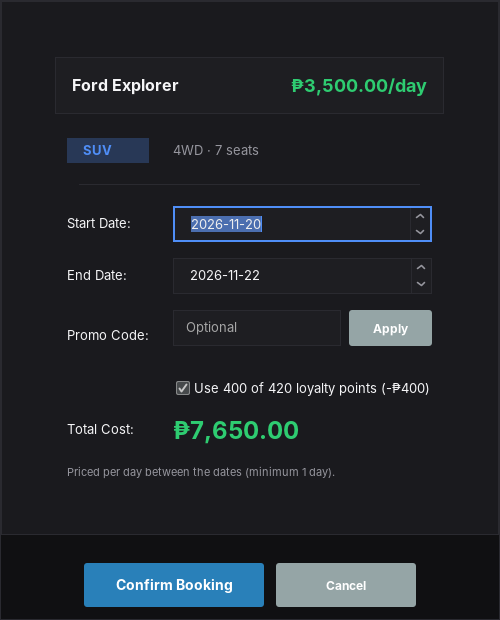 Ford Explorer ₱3,500.00/day
SUV 4WD · 7 seats
Start Date: 2026-11-20
End Date: 2026-11-22
Promo Code: Optional Apply
Use 400 of 420 loyalty points (-₱400)
Total Cost: ₱7,650.00
Priced per day between the dates (minimum 1 day).
Confirm Booking Cancel